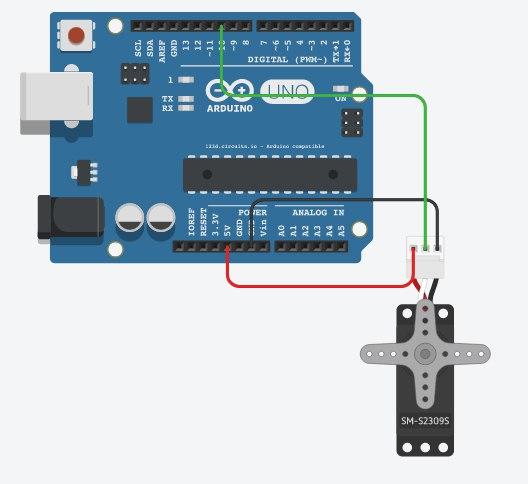 SCL
SDA
AREF
GND
13
12
~11
~9
8
7
~6
~5
4
~3
2
TX→1
RX←0
DIGITAL (PWM~)
1
TX
RX
UNO
ON
ARDUINO
123d.circuits.io - Arduino compatible
POWER
ANALOG IN
IOREF
RESET
3.3V
5V
GND
Vin
A0
A1
A2
A3
A4
A5
SM-S2309S